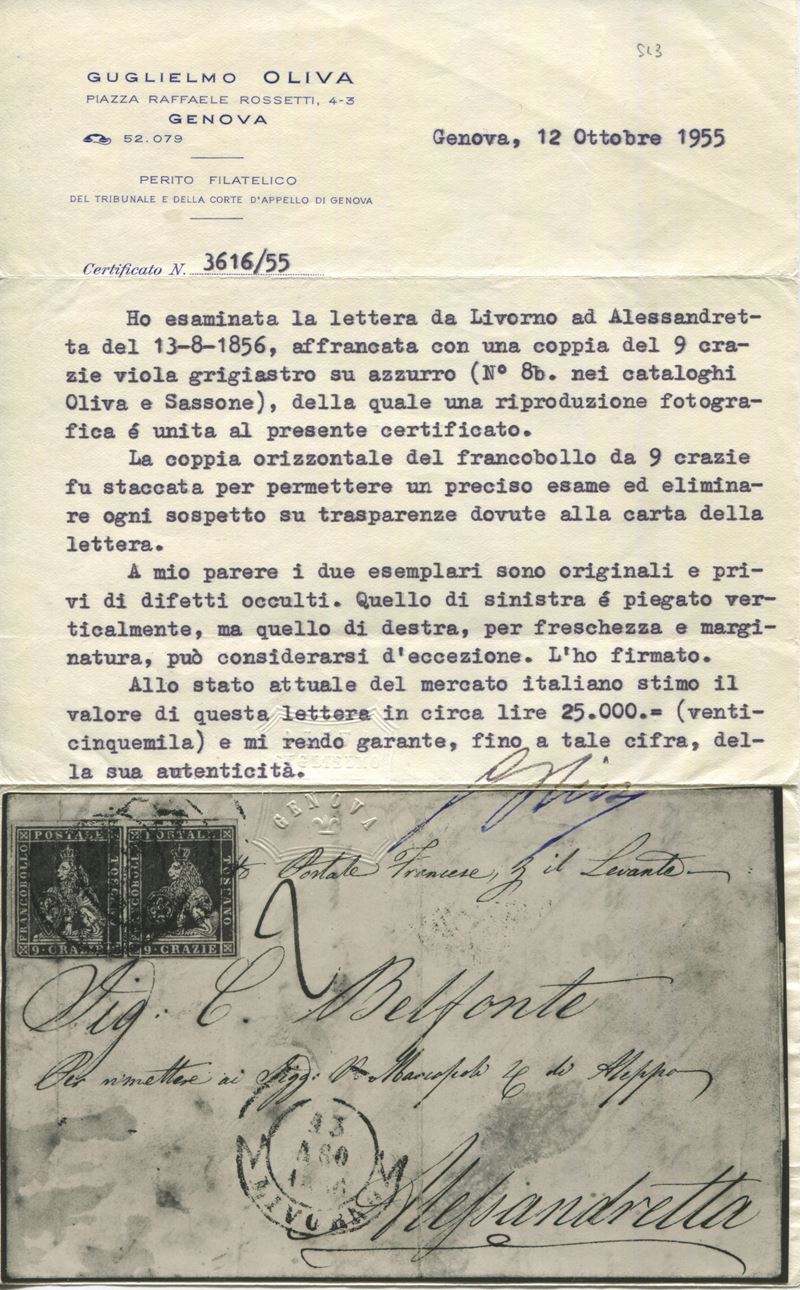 513
GUGLIELMO OLIVA
PIAZZA RAFFAELE ROSSETTI, 4-3
GENOVA
52.079
Genova, 12 Ottobre 1955
PERITO FILATELICO
DEL TRIBUNALE E DELLA CORTE D'APPELLO DI GENOVA
Certificato N. 3616/55
Ho esaminata la lettera da Livorno ad Alessandret-
ta del 13-8-1856, affrancata con una coppia del 9 cra-
zie viola grigiastro su azzurro (N° 8b. nei cataloghi
Oliva e Sassone), della quale una riproduzione fotogra-
fica é unita al presente certificato.
La coppia orizzontale del francobollo da 9 crazie
fu staccata per permettere un preciso esame ed elimina-
re ogni sospetto su trasparenze dovute alla carta della
lettera.
A mio parere i due esemplari sono originali e pri-
vi di difetti occulti. Quello di sinistra é piegato ver-
ticalmente, ma quello di destra, per freschezza e margi-
natura, può considerarsi d'eccezione. L'ho firmato.
Allo stato attuale del mercato italiano stimo il
valore di questa lettera in circa lire 25.000.= (venti-
cinquemila) e mi rendo garante, fino a tale cifra, del-
la sua autenticità.
GENOVA
FRANCOBOLLO POSTALE TOSCANO 9 CRAZIE
FRANCOBOLLO POSTALE TOSCANO 9 CRAZIE
Postale Francese, p il Levante
2
Sig: C. Belfonte
Per rimettere ai Sigg: Marcopoli & C di Aleppo
13
AGO
1856
LIVORNO
Alessandretta